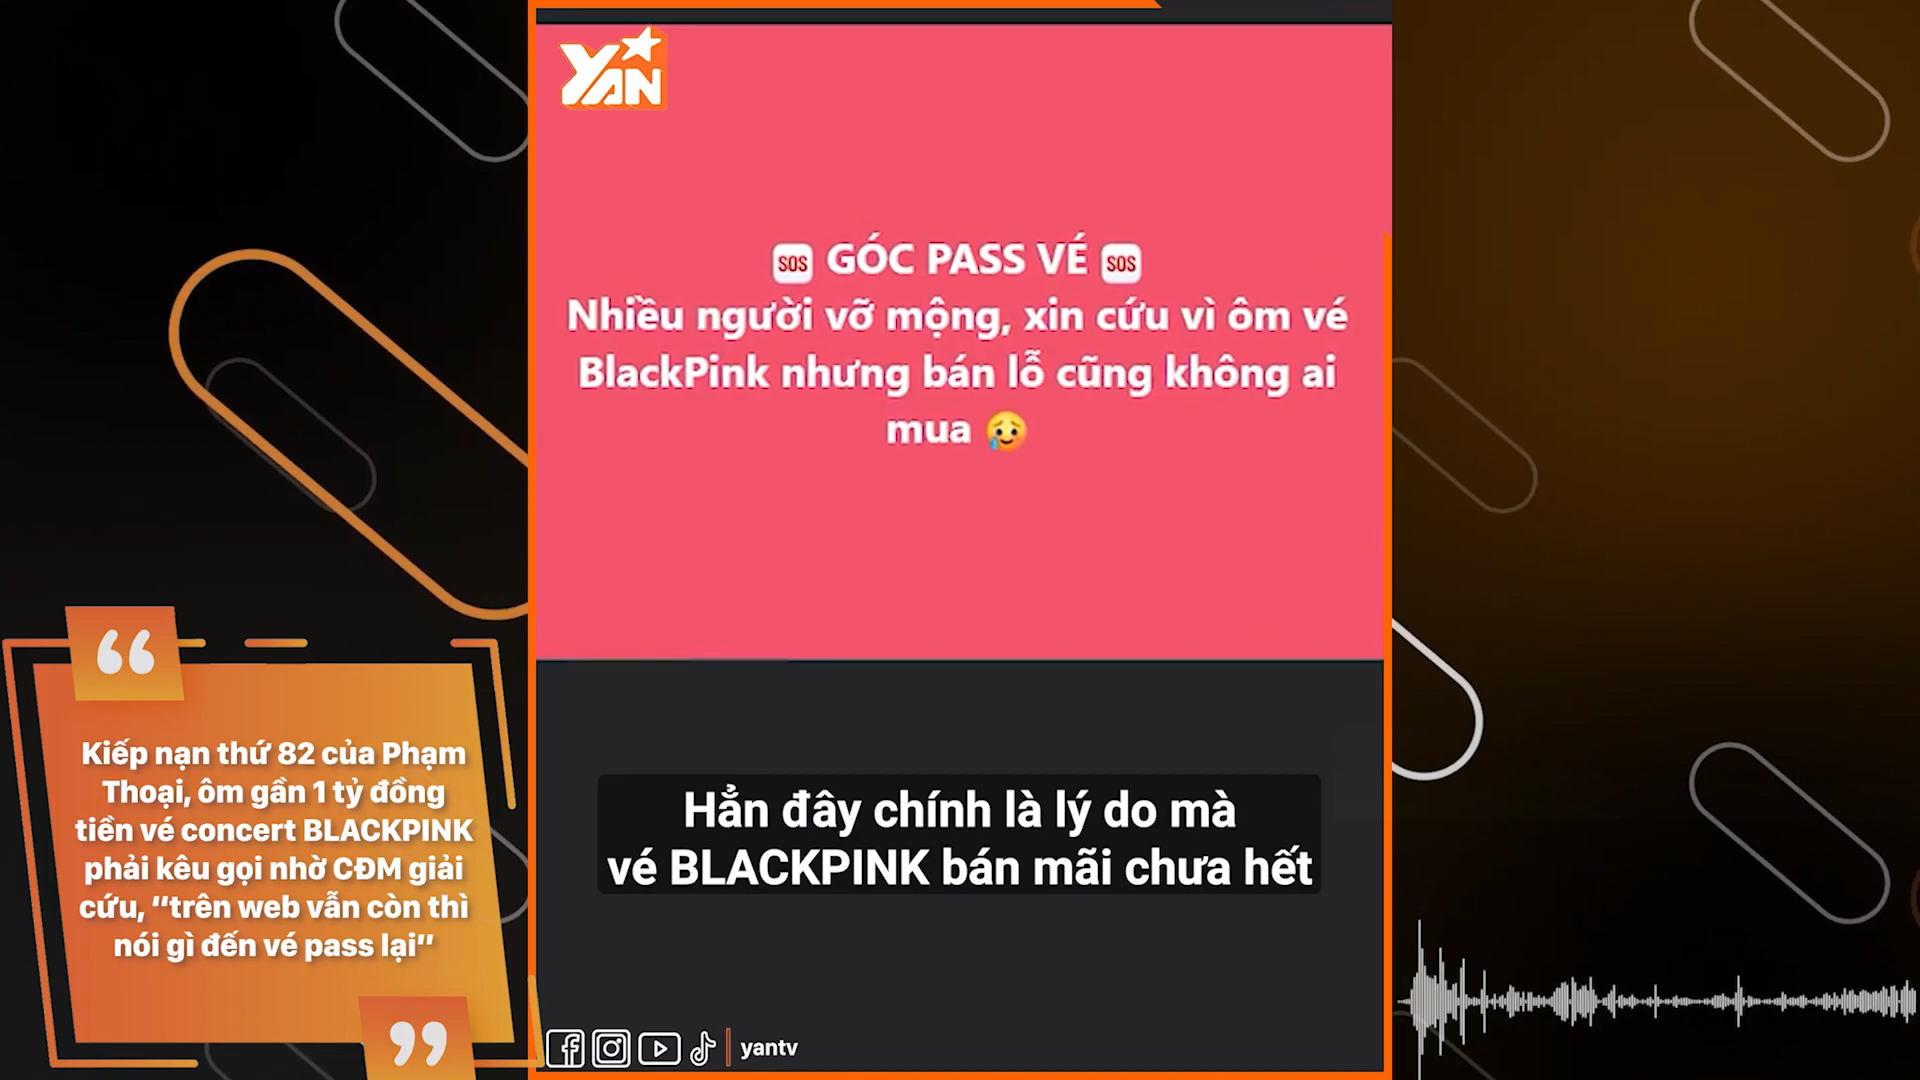 YAN
SOS GÓC PASS VÉ SOS
Nhiều người vỡ mộng, xin cứu vì ôm vé
BlackPink nhưng bán lỗ cũng không ai
mua 😥
Kiếp nạn thứ 82 của Phạm
Thoại, ôm gần 1 tỷ đồng
tiền vé concert BLACKPINK
phải kêu gọi nhờ CĐM giải
cứu, “trên web vẫn còn thì
nói gì đến vé pass lại”
Hẳn đây chính là lý do mà
vé BLACKPINK bán mãi chưa hết
yantv